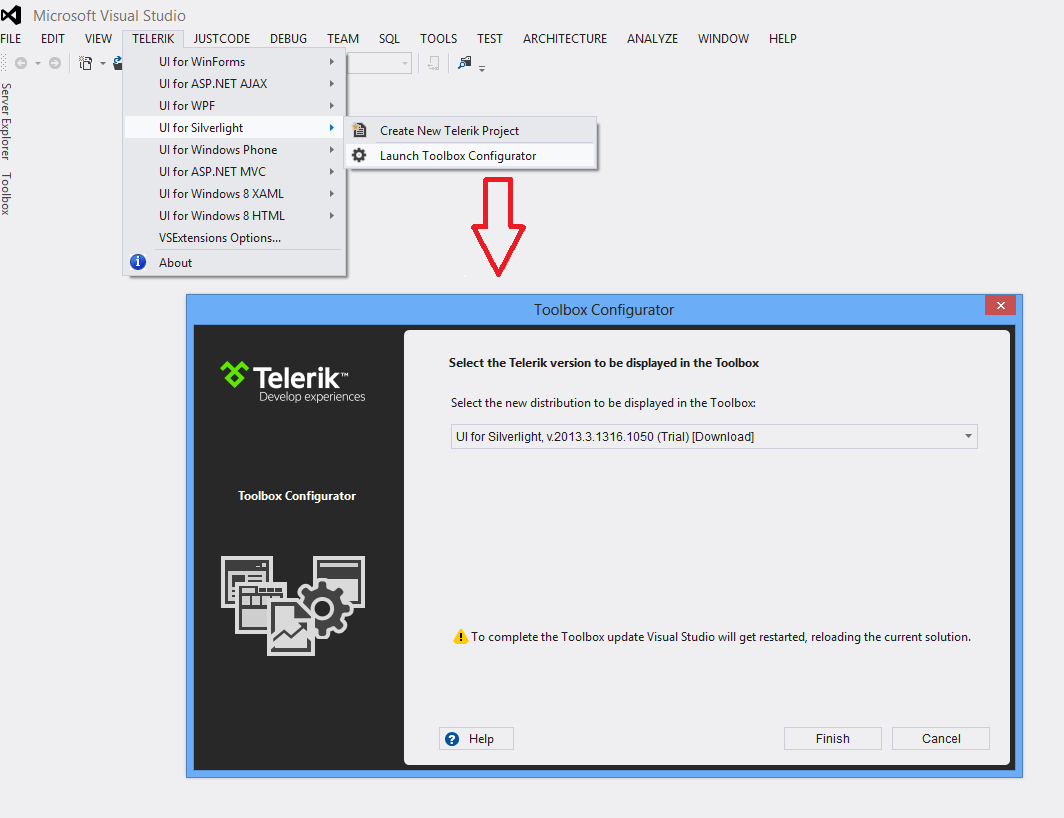 Microsoft Visual Studio
FILE EDIT VIEW TELERIK JUSTCODE DEBUG TEAM SQL TOOLS TEST ARCHITECTURE ANALYZE WINDOW HELP
Server Explorer
Toolbox
UI for WinForms
UI for ASP.NET AJAX
UI for WPF
UI for Silverlight
UI for Windows Phone
UI for ASP.NET MVC
UI for Windows 8 XAML
UI for Windows 8 HTML
VSExtensions Options...
About
Create New Telerik Project
Launch Toolbox Configurator
Toolbox Configurator
Telerik™
Develop experiences
Toolbox Configurator
Select the Telerik version to be displayed in the Toolbox
Select the new distribution to be displayed in the Toolbox:
UI for Silverlight, v.2013.3.1316.1050 (Trial) [Download]
To complete the Toolbox update Visual Studio will get restarted, reloading the current solution.
Help
Finish
Cancel